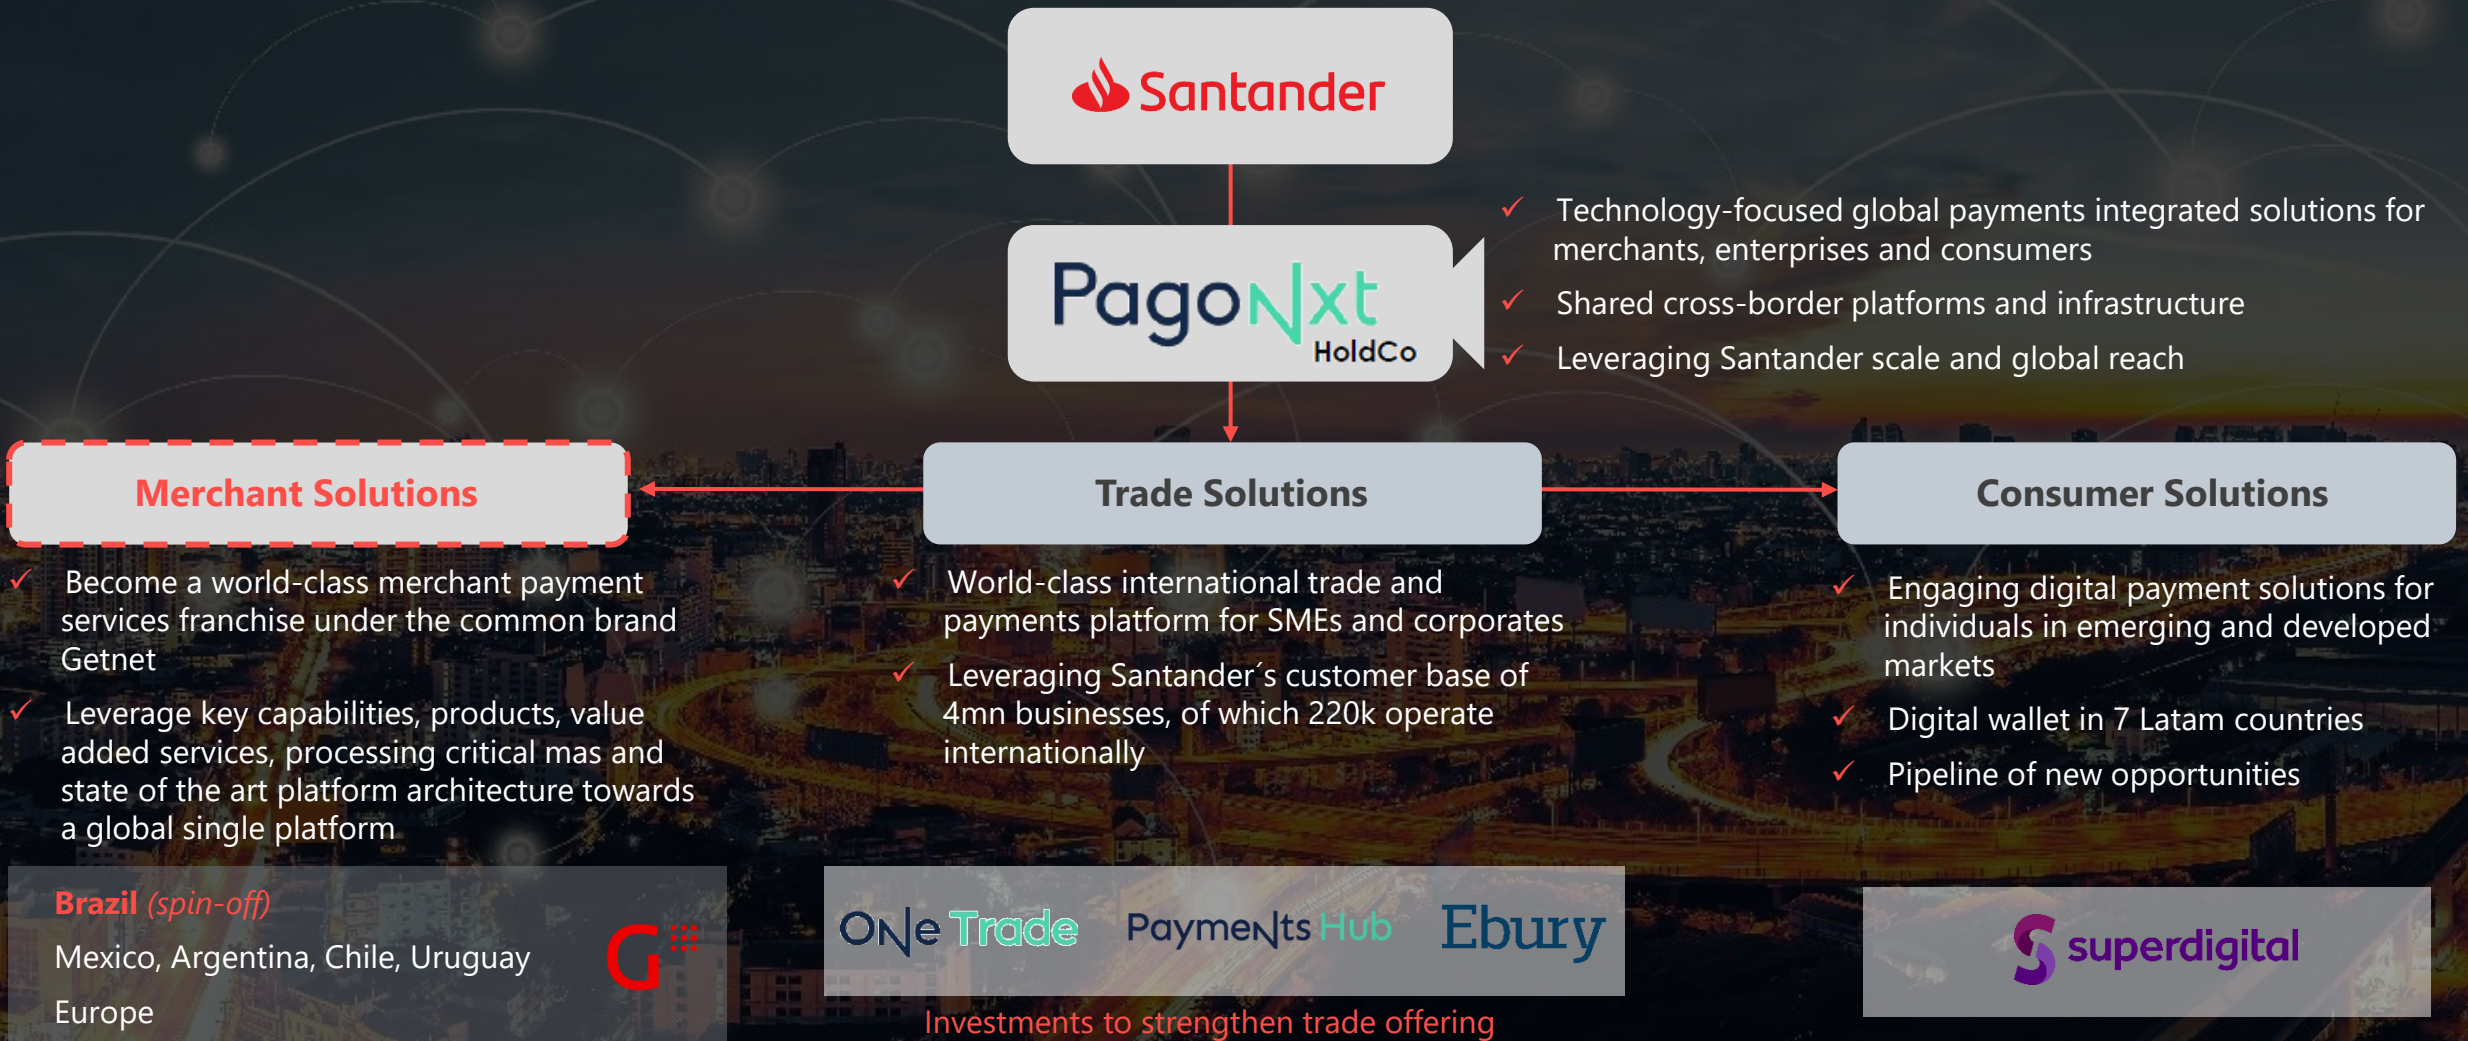 Santander
PagoNxt
HoldCo
Technology-focused global payments integrated solutions for
merchants, enterprises and consumers
Shared cross-border platforms and infrastructure
Leveraging Santander scale and global reach
Merchant Solutions
Trade Solutions
Consumer Solutions
Become a world-class merchant payment
services franchise under the common brand
Getnet
Leverage key capabilities, products, value
added services, processing critical mas and
state of the art platform architecture towards
a global single platform
World-class international trade and
payments platform for SMEs and corporates
Leveraging Santander´s customer base of
4mn businesses, of which 220k operate
internationally
Engaging digital payment solutions for
individuals in emerging and developed
markets
Digital wallet in 7 Latam countries
Pipeline of new opportunities
Brazil (spin-off)
Mexico, Argentina, Chile, Uruguay
Europe
G
ONe Trade
PaymeNts Hub
Ebury
Investments to strengthen trade offering
superdigital